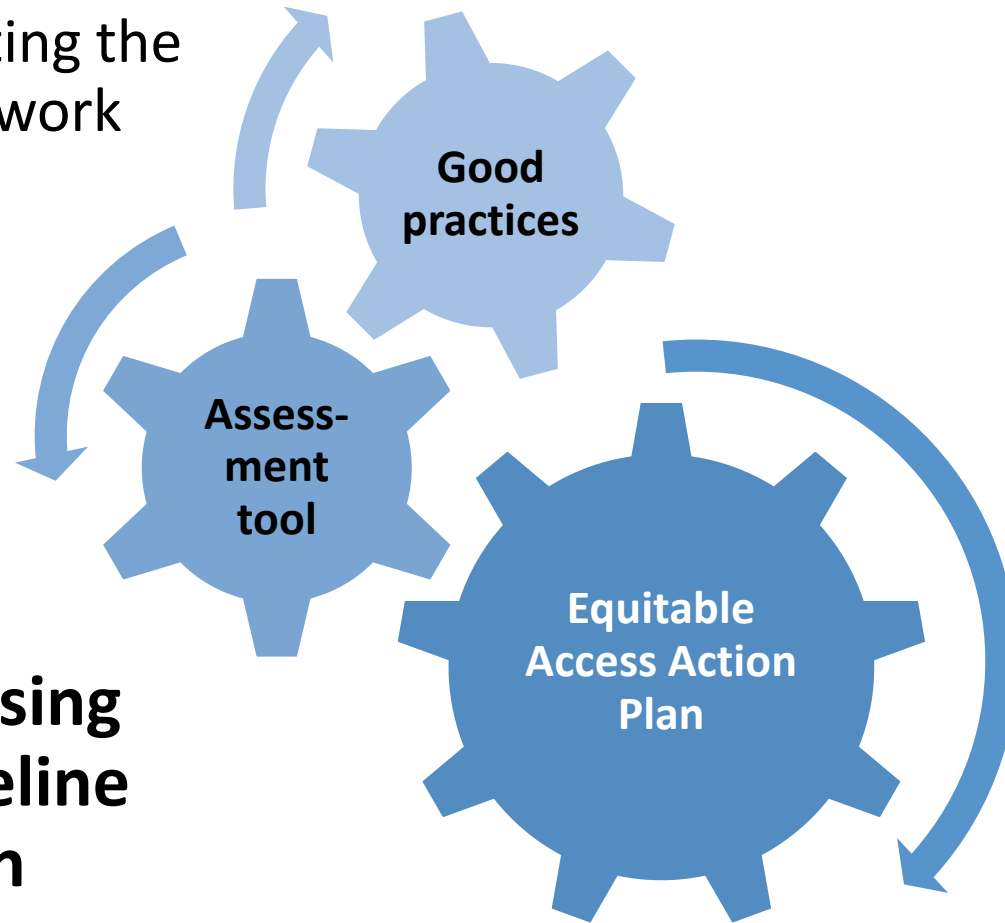 ting the
work
Good
practices
Assess-
ment
tool
Equitable
Access Action
Plan
sing
eline
n